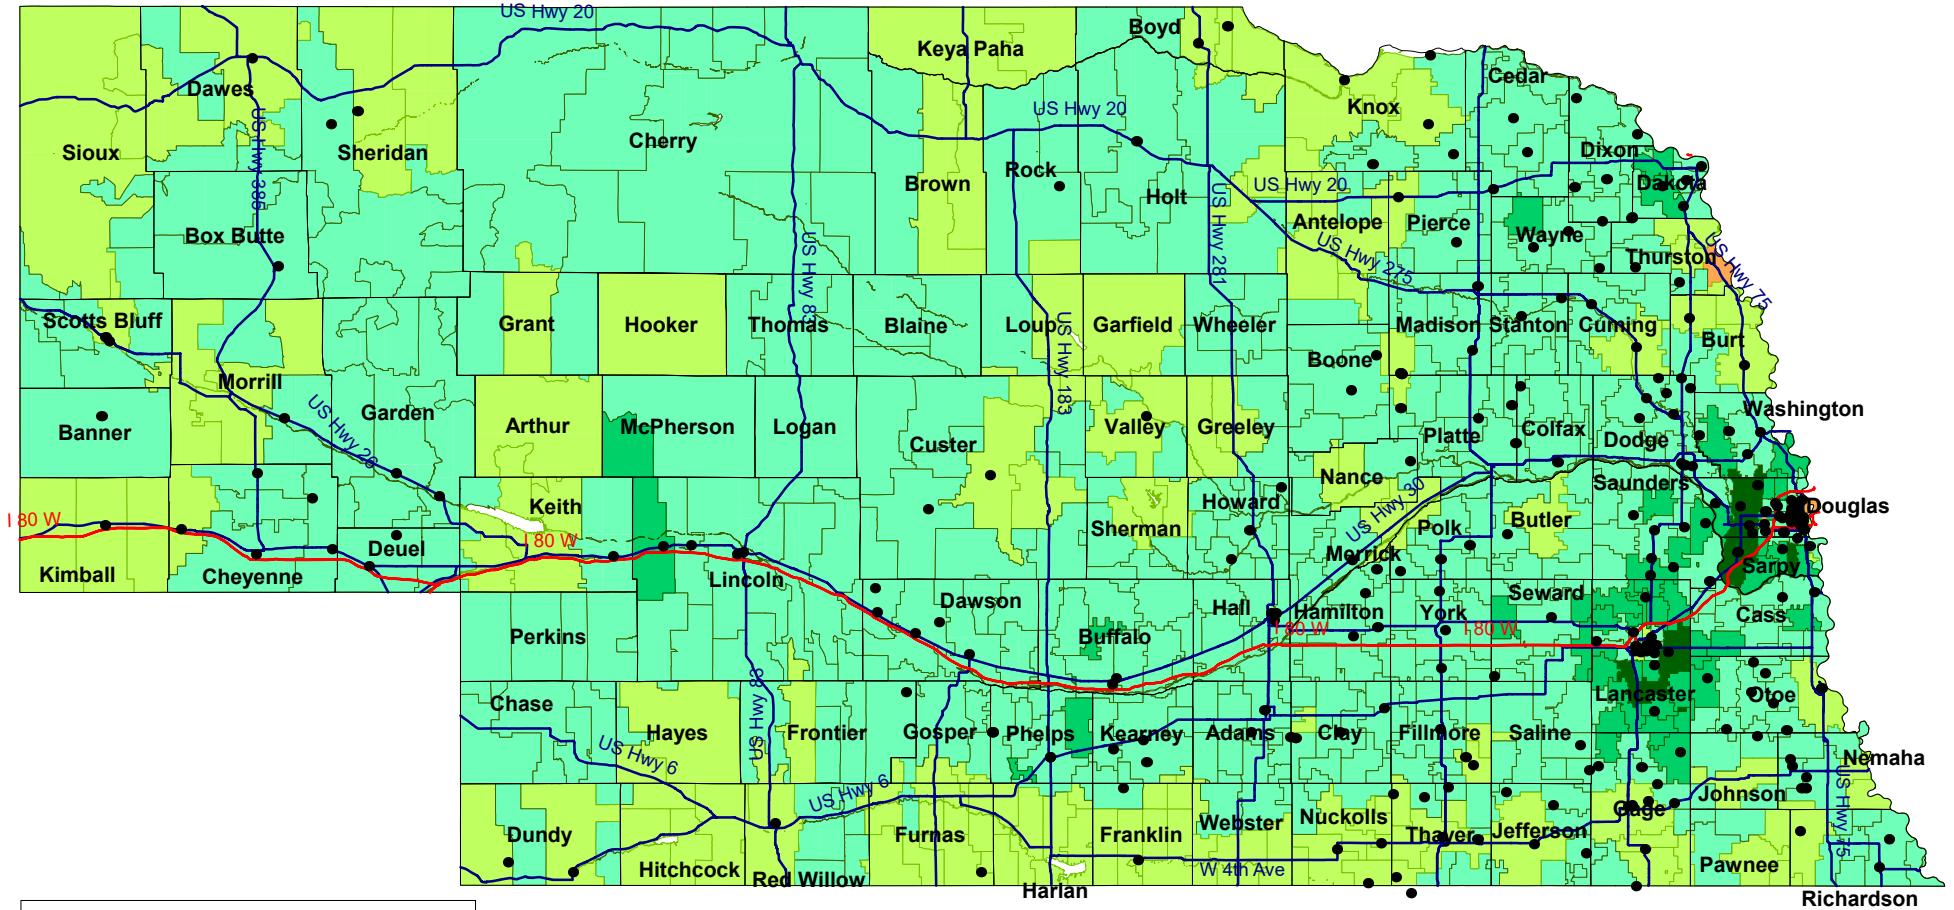 US Hwy 20
Boyd
Keya Paha
Cedar
Dawes
Knox
US Hwy 20
US Hwy 385
Cherry
Sioux
Sheridan
Dixon
Rock
Brown
Dakota
US Hwy 20
Holt
US Hwy 281
Antelope
Pierce
Box Butte
Wayne
US Hwy 83
US Hwy 275
Thurston
US Hwy 75
Scotts Bluff
Grant
Hooker
Thomas
Blaine
Loup
US Hwy 183
Garfield
Wheeler
Madison
Stanton
Cuming
Burt
Boone
Morrill
Garden
US Hwy 26
Washington
Banner
Arthur
McPherson
Logan
Custer
Valley
Greeley
Platte
Colfax
Dodge
Nance
Saunders
Keith
Howard
US Hwy 30
Douglas
I 80 W
Sherman
Polk
Butler
I 80 W
Deuel
Merrick
Kimball
Cheyenne
Lincoln
Sarpy
Dawson
Hall
Hamilton
York
Seward
Cass
Perkins
Buffalo
I 80 W
I 80 W
Chase
US Hwy 83
Lancaster
Otoe
Hayes
Frontier
Gosper
Phelps
Kearney
Adams
Clay
Fillmore
Saline
US Hwy 6
Nemaha
US Hwy 6
Johnson
US Hwy 75
Gage
Dundy
Furnas
Franklin
Webster
Nuckolls
Thayer
Jefferson
Hitchcock
Red Willow
W 4th Ave
Pawnee
Harlan
Richardson